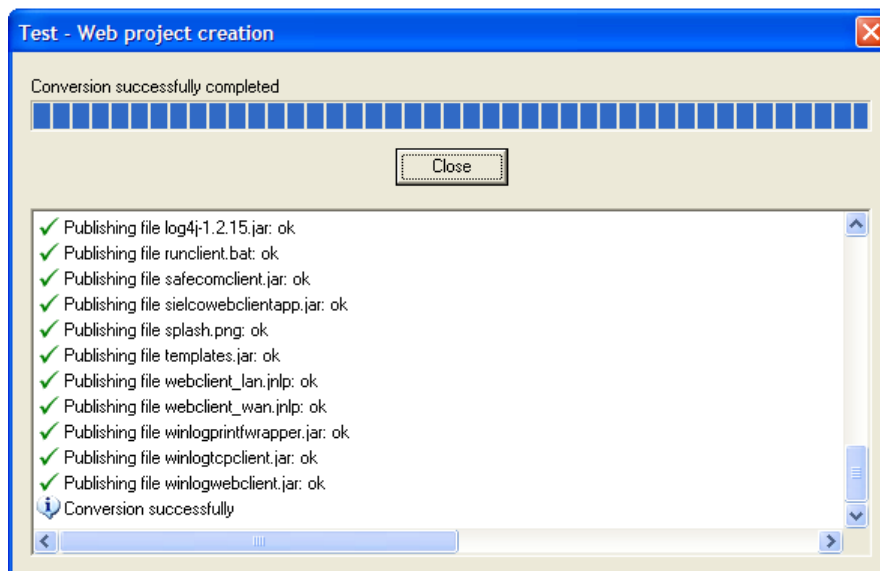 Test - Web project creation
Conversion successfully completed
Close
Publishing file log4j-1.2.15.jar: ok
Publishing file runclient.bat: ok
Publishing file safecomclient.jar: ok
Publishing file sielcowebclientapp.jar: ok
Publishing file splash.png: ok
Publishing file templates.jar: ok
Publishing file webclient_lan.jnlp: ok
Publishing file webclient_wan.jnlp: ok
Publishing file winlogprintfwrapper.jar: ok
Publishing file winlogtcpclient.jar: ok
Publishing file winlogwebclient.jar: ok
Conversion successfully